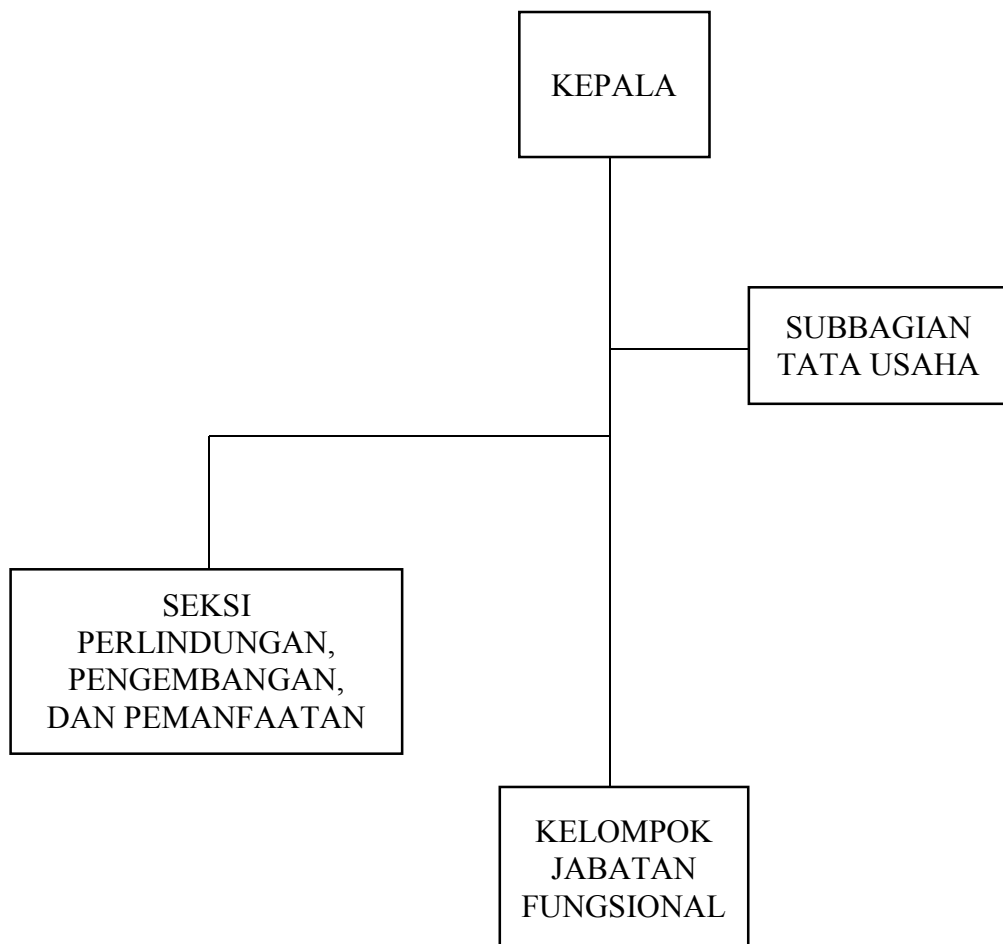 KEPALA
SUBBAGIAN
TATA USAHA
SEKSI
PERLINDUNGAN,
PENGEMBANGAN,
DAN PEMANFAATAN
KELOMPOK
JABATAN
FUNGSIONAL